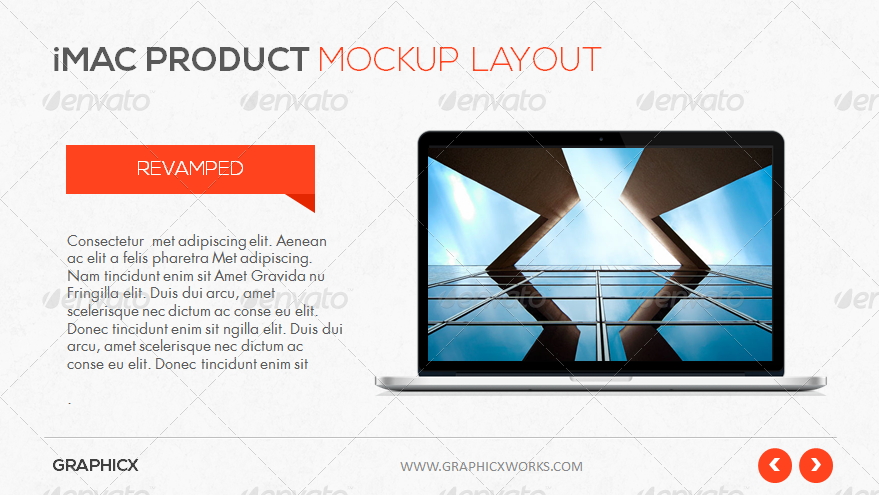 iMAC PRODUCT MOCKUP LAYOUT
envato envato envato envato
REVAMPED
Consectetur met adipiscing elit. Aenean
ac elit a felis pharetra Met adipiscing.
Nam tincidunt enim sit Amet Gravida nu
Fringilla elit. Duis dui arcu, amet
scelerisque nec dictum ac conse eu elit.
Donec tincidunt enim sit ngilla elit. Duis dui
arcu, amet scelerisque nec dictum ac
conse eu elit. Donec tincidunt enim sit
.
GRAPHICX
WWW.GRAPHICXWORKS.COM